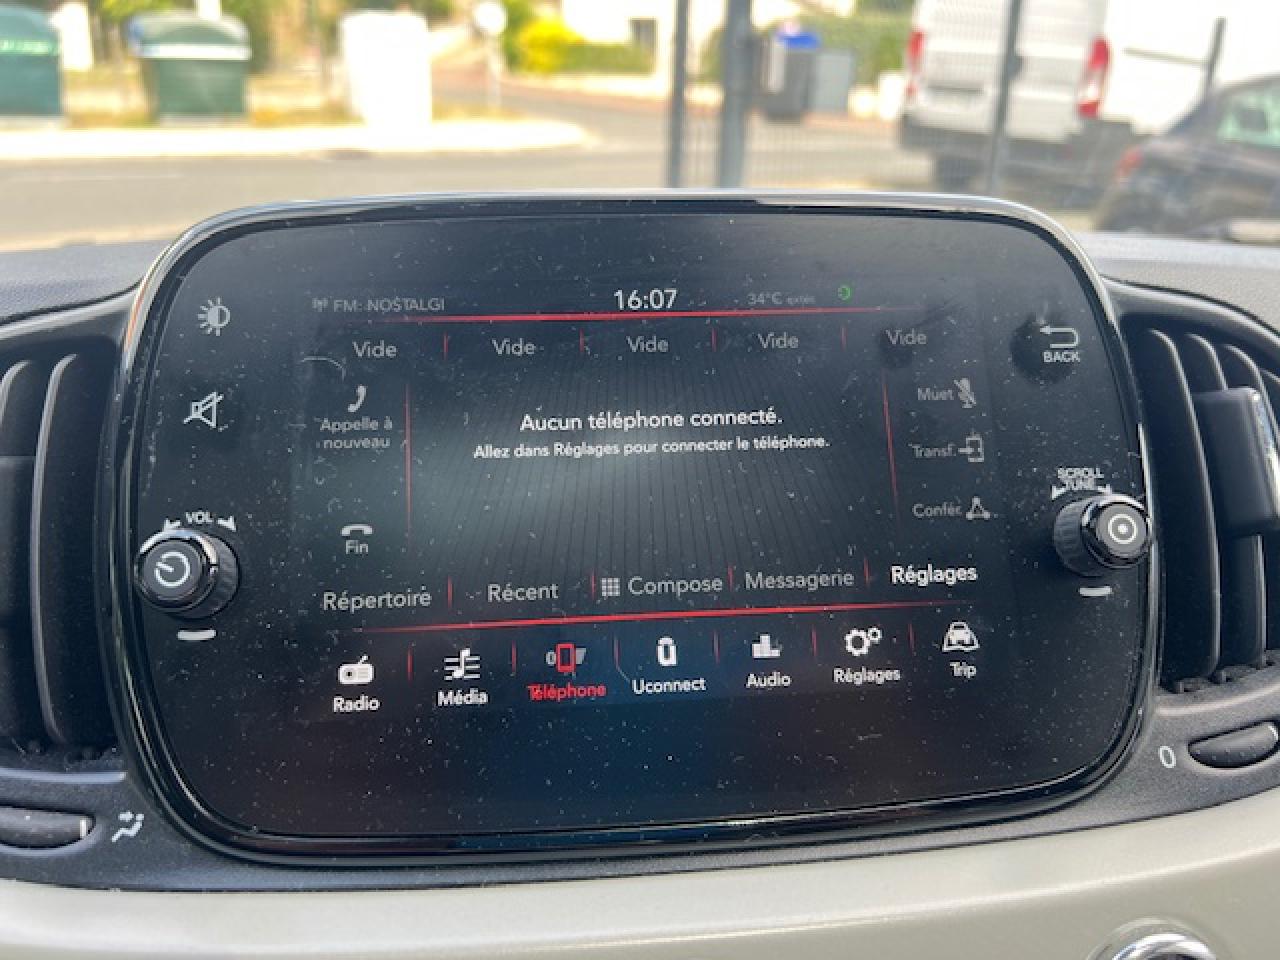 FM: NOSTALGI 16:07 34°C extér.
Vide Vide Vide Vide Vide
BACK
Appelle à
nouveau
Aucun téléphone connecté.
Allez dans Réglages pour connecter le téléphone.
Muet
Transf.
Confér.
SCROLL
TUNE
VOL
Fin
Répertoire Récent Compose Messagerie Réglages
Radio Média Téléphone Uconnect Audio Réglages Trip
0